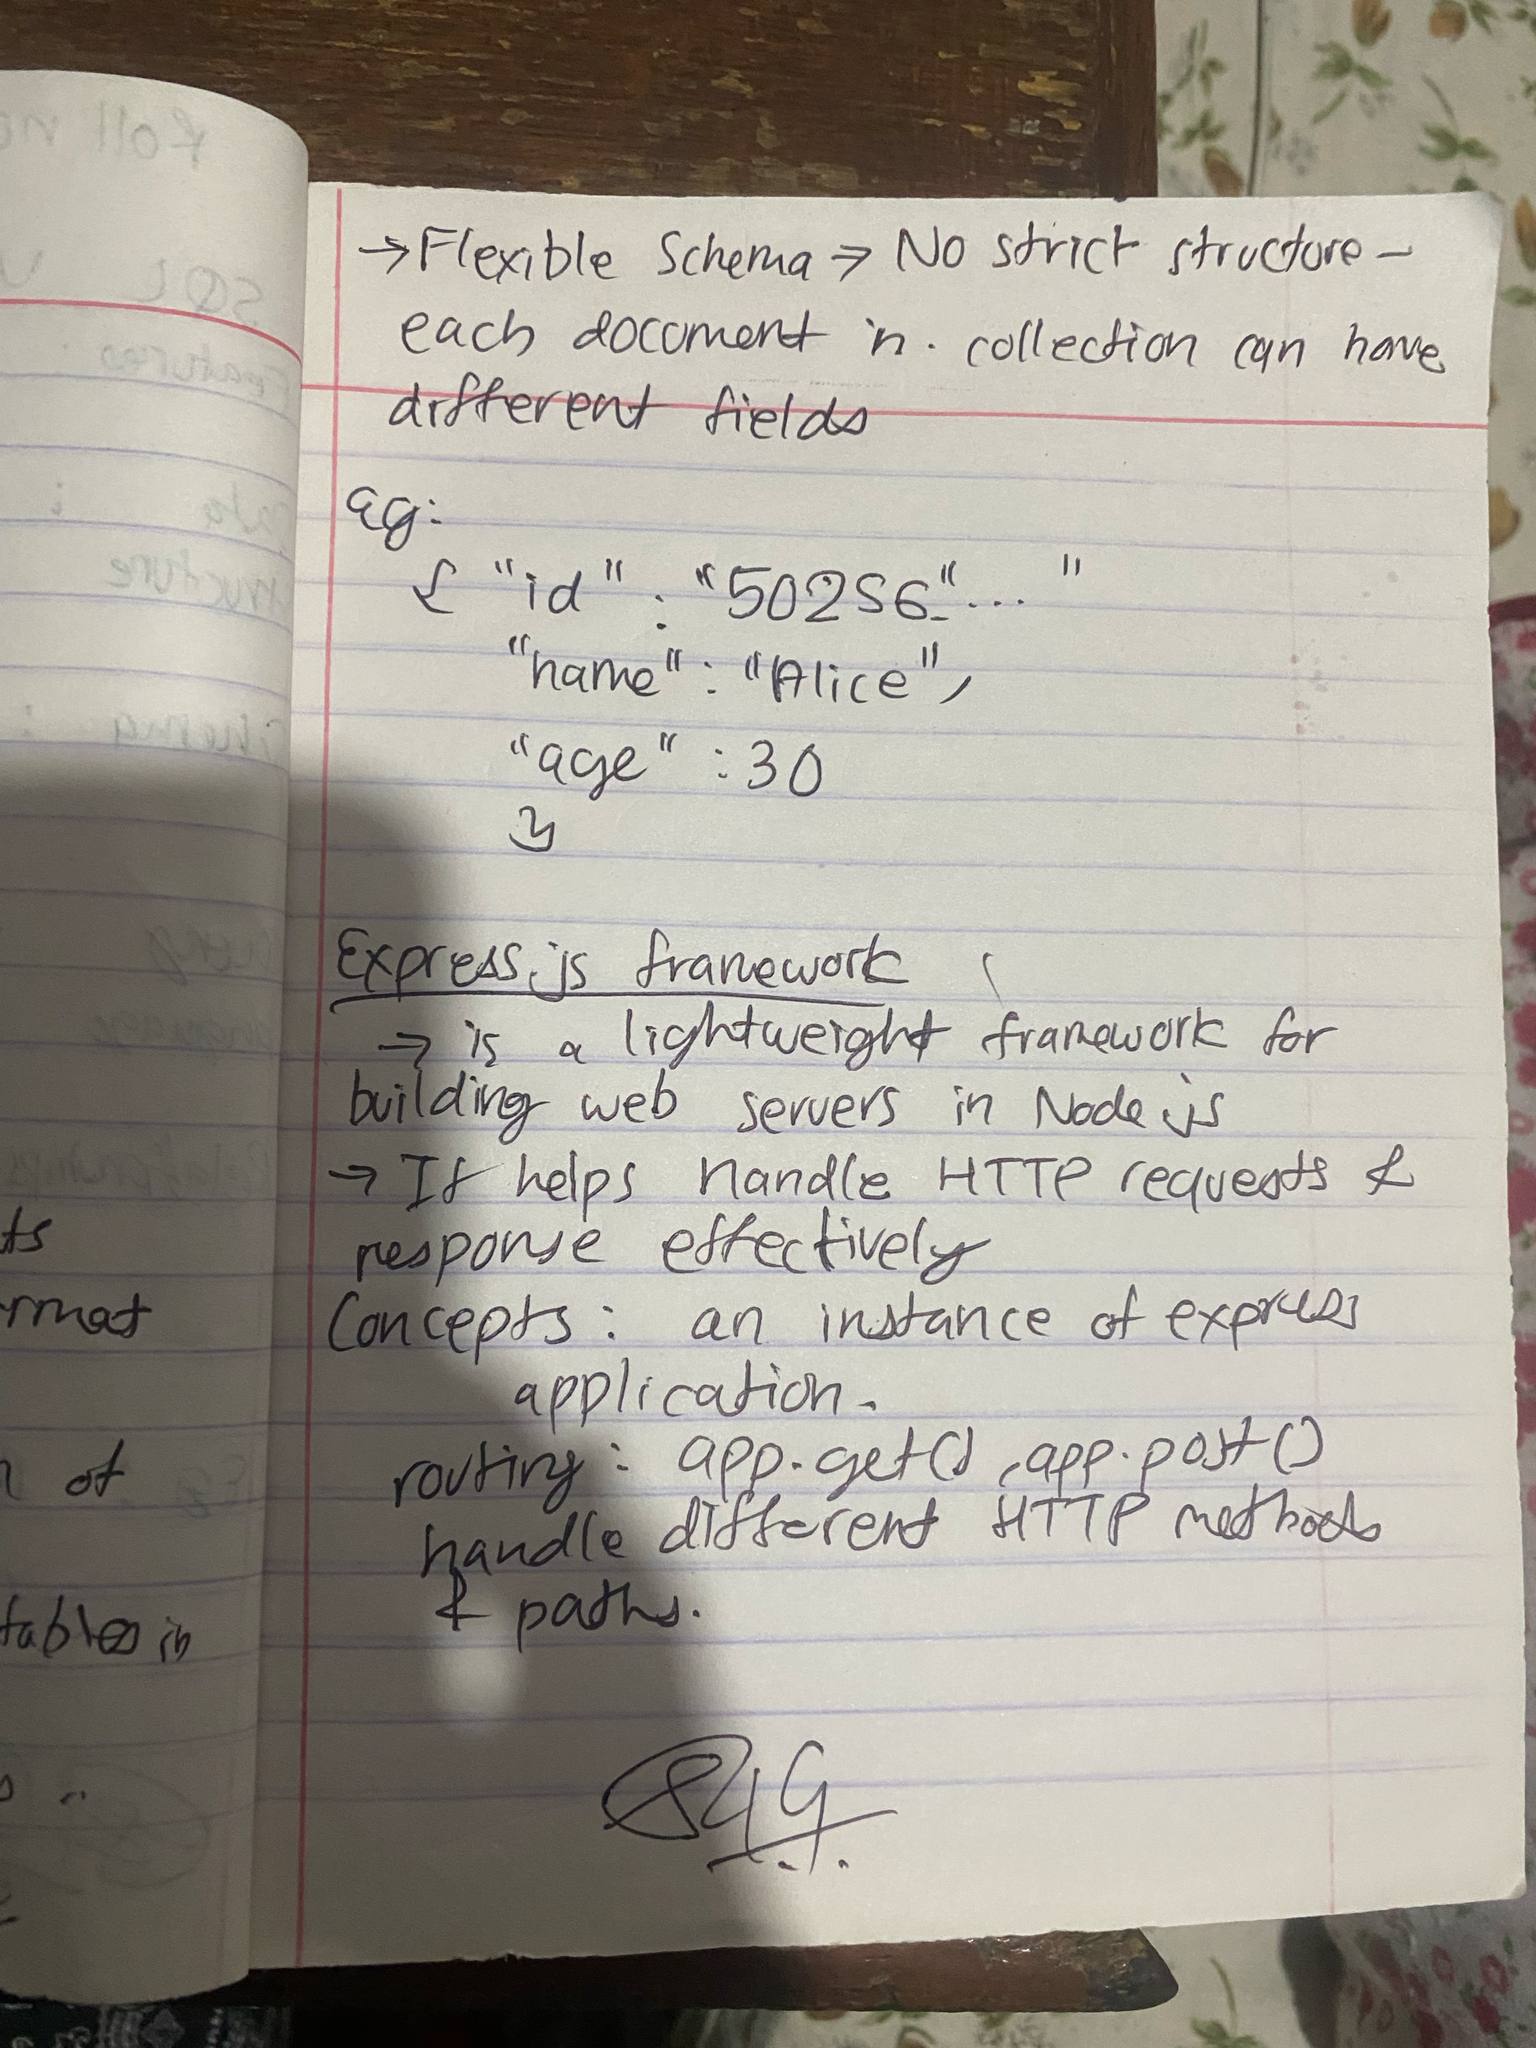 → Flexible Schema → No strict structure -
each document in. collection can have
different fields
eg:
{ "id" : "50256"... "
"name" : "Alice",
"age" : 30
}
Express.js framework
→ is a lightweight framework for
building web servers in Node.js
→ It helps handle HTTP requests &
response effectively
Concepts : an instance of express
application.
routing : app.get(), app.post()
handle different HTTP methods
& paths.
ts
rmat
of
tables in